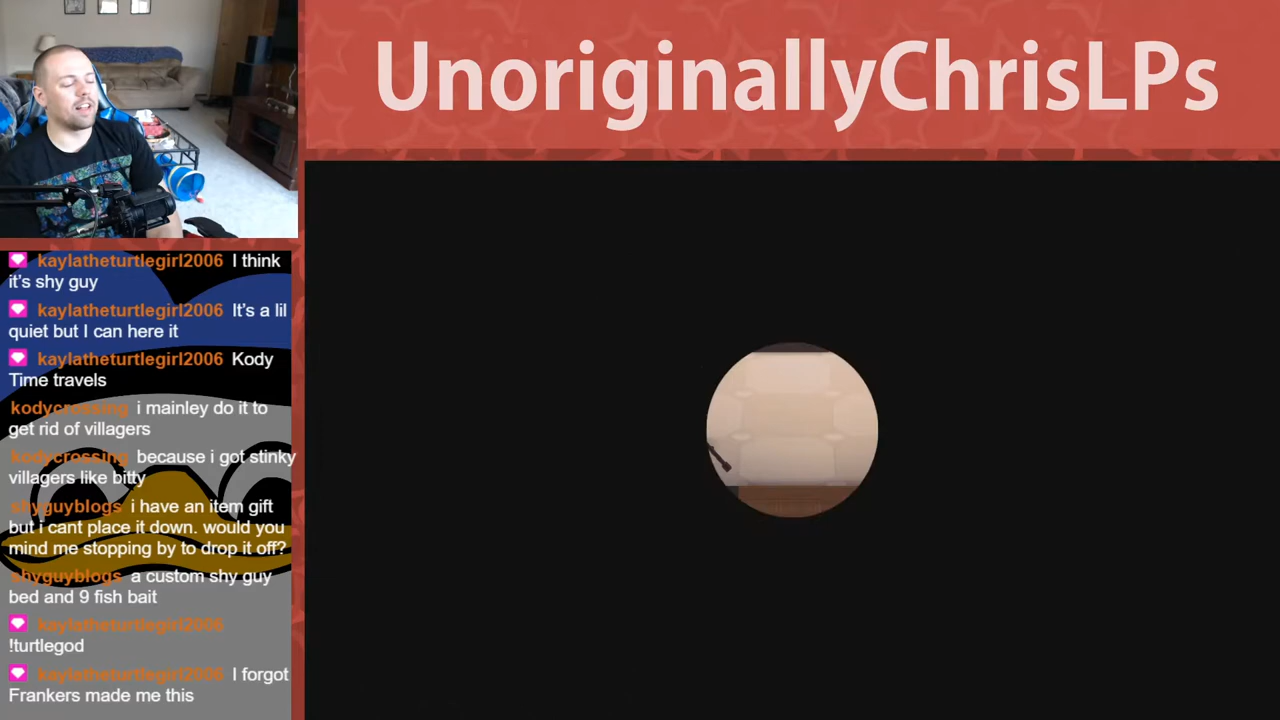 UnoriginallyChrisLPs
kaylatheturtlegirl2006 I think
it's shy guy
kaylatheturtlegirl2006 It's a lil
quiet but I can here it
kaylatheturtlegirl2006 Kody
Time travels
kodycrossing i mainley do it to
get rid of villagers
kodycrossing because i got stinky
villagers like bitty
shyguyblogs i have an item gift
but i cant place it down. would you
mind me stopping by to drop it off?
shyguyblogs a custom shy guy
bed and 9 fish bait
kaylatheturtlegirl2006
!turtlegod
kaylatheturtlegirl2006 I forgot
Frankers made me this